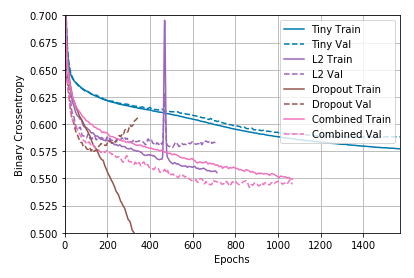 0.700
0.675
0.650
0.625
0.600
0.575
0.550
0.525
0.500
Binary Crossentropy
0 200 400 600 800 1000 1200 1400
Epochs
Tiny Train
Tiny Val
L2 Train
L2 Val
Dropout Train
Dropout Val
Combined Train
Combined Val